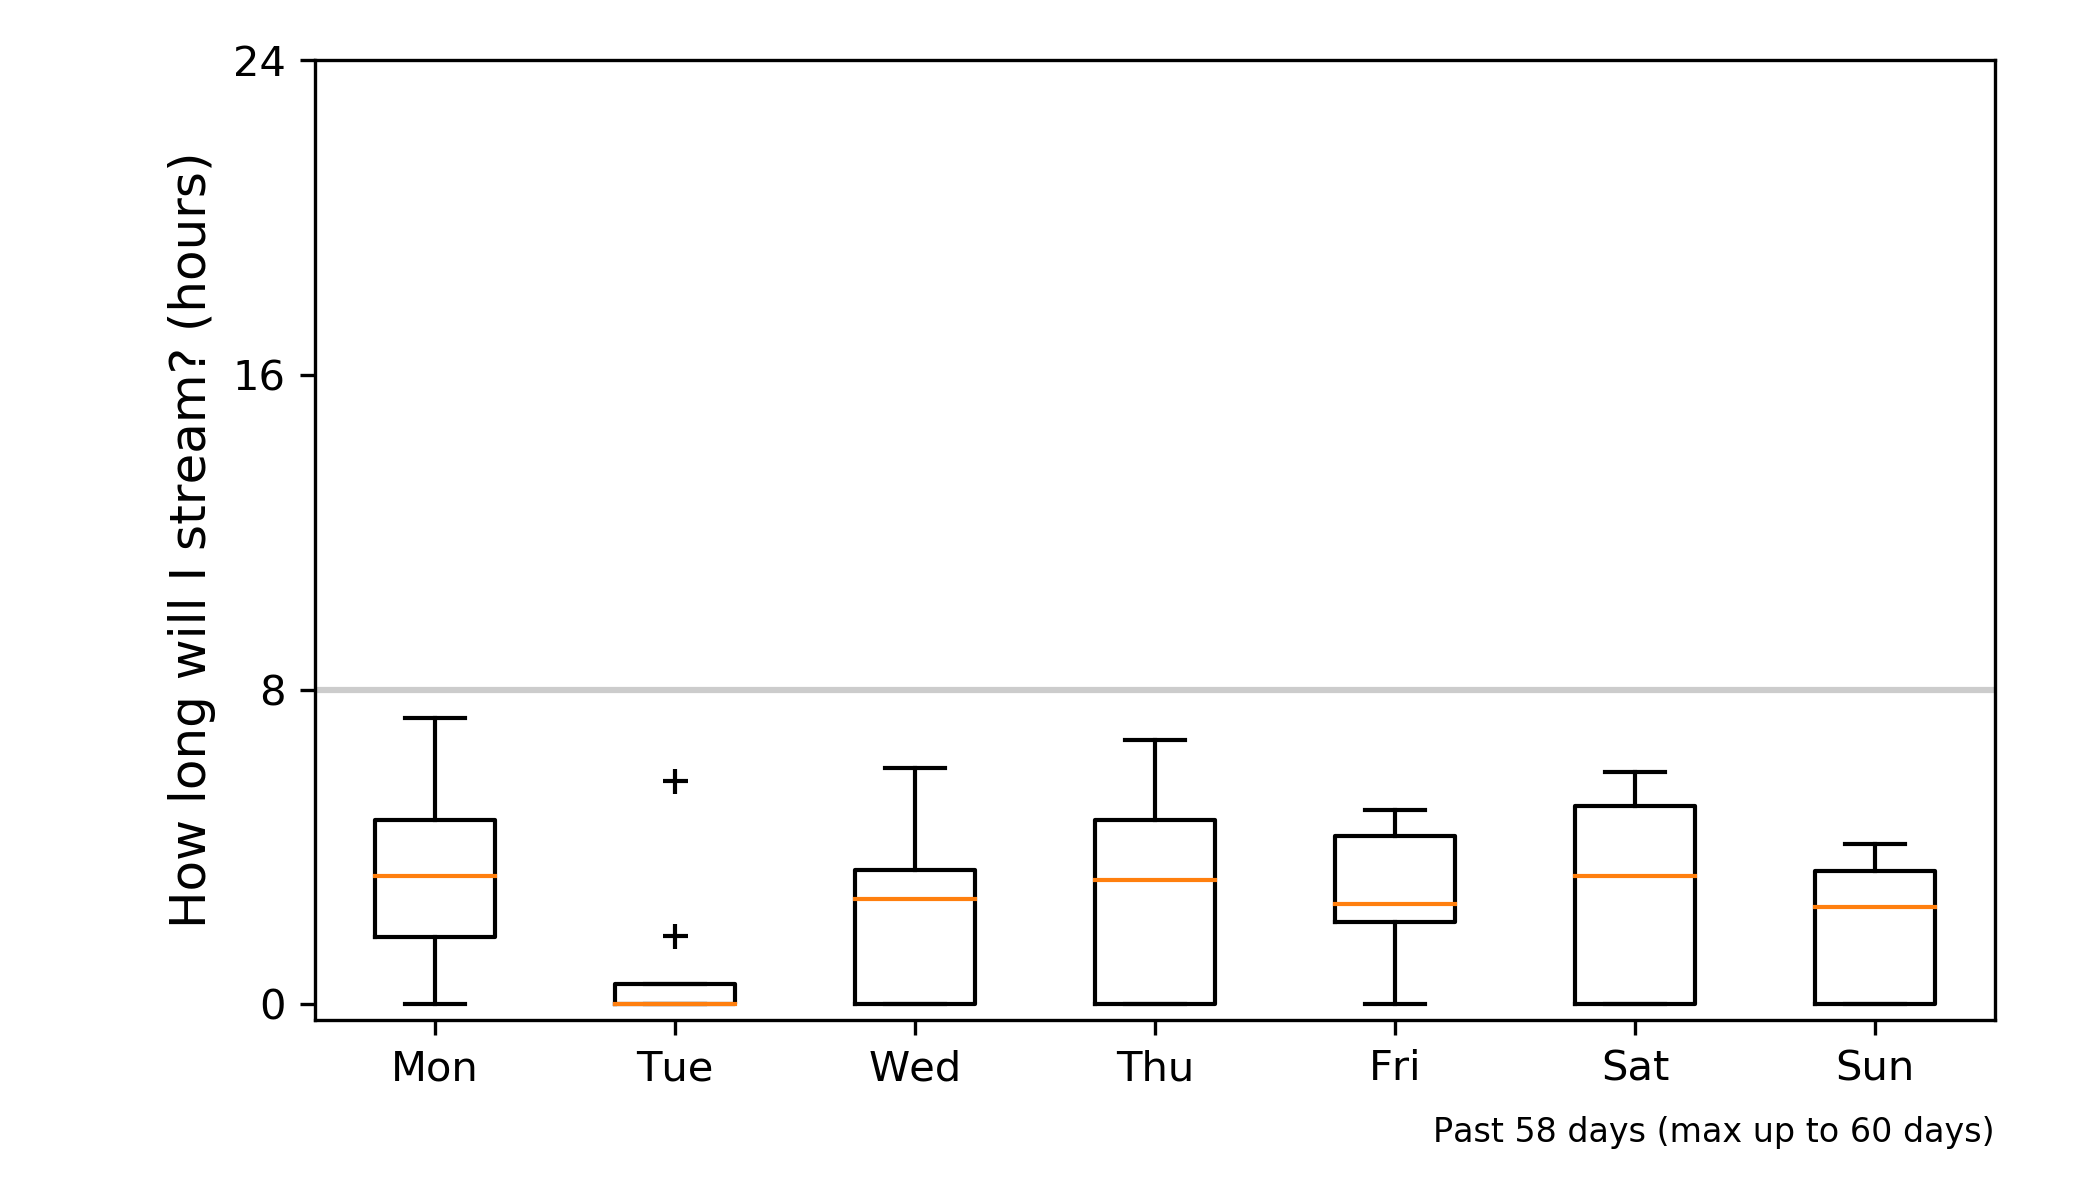 How long will I stream? (hours)
24
16
8
0
Mon Tue Wed Thu Fri Sat Sun
Past 58 days (max up to 60 days)